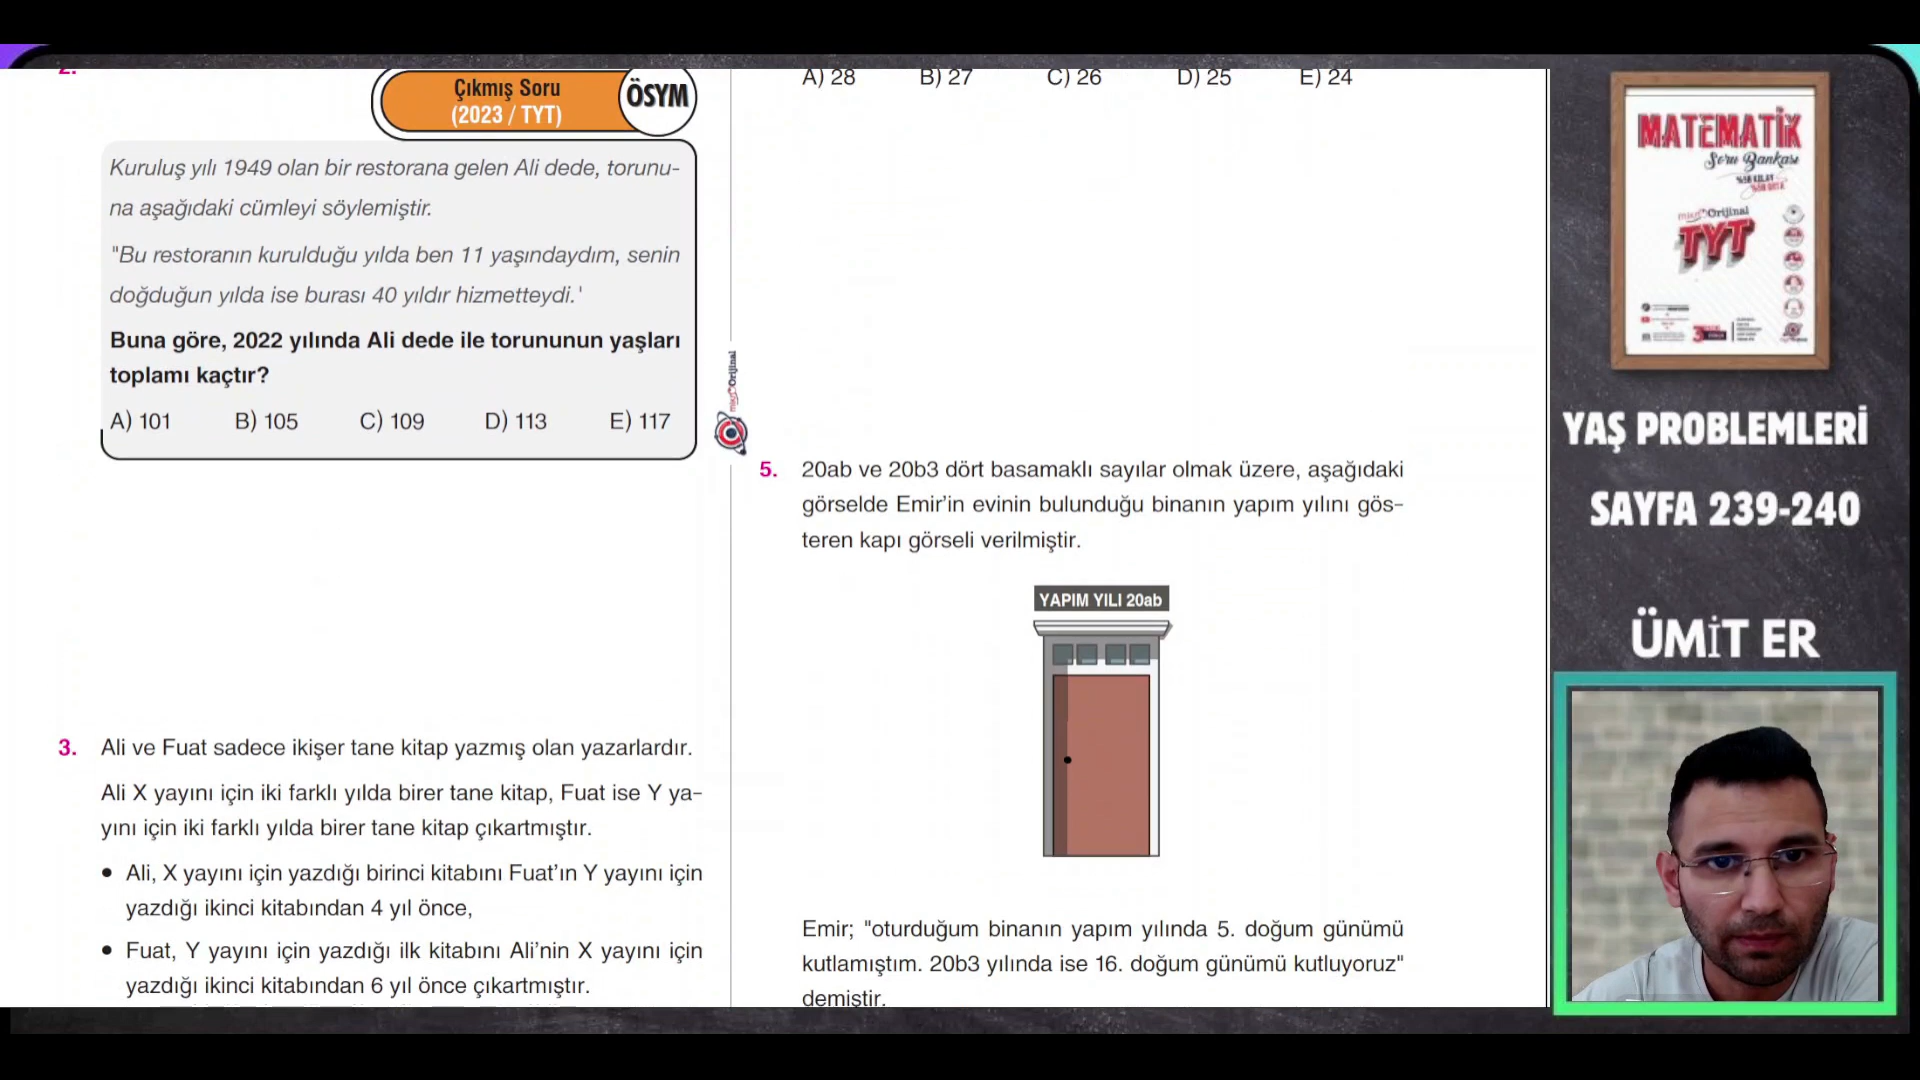 2.
Çıkmış Soru
(2023 / TYT)
ÖSYM
Kuruluş yılı 1949 olan bir restorana gelen Ali dede, torunu-
na aşağıdaki cümleyi söylemiştir.
"Bu restoranın kurulduğu yılda ben 11 yaşındaydım, senin
doğduğun yılda ise burası 40 yıldır hizmetteydi.'
Buna göre, 2022 yılında Ali dede ile torununun yaşları
toplamı kaçtır?
A) 101 B) 105 C) 109 D) 113 E) 117
3. Ali ve Fuat sadece ikişer tane kitap yazmış olan yazarlardır.
Ali X yayını için iki farklı yılda birer tane kitap, Fuat ise Y ya-
yını için iki farklı yılda birer tane kitap çıkartmıştır.
• Ali, X yayını için yazdığı birinci kitabını Fuat'ın Y yayını için
yazdığı ikinci kitabından 4 yıl önce,
• Fuat, Y yayını için yazdığı ilk kitabını Ali'nin X yayını için
yazdığı ikinci kitabından 6 yıl önce çıkartmıştır.
Orijinal
A) 28 B) 27 C) 26 D) 25 E) 24
5. 20ab ve 20b3 dört basamaklı sayılar olmak üzere, aşağıdaki
görselde Emir'in evinin bulunduğu binanın yapım yılını gös-
teren kapı görseli verilmiştir.
YAPIM YILI 20ab
Emir; "oturduğum binanın yapım yılında 5. doğum günümü
kutlamıştım. 20b3 yılında ise 16. doğum günümü kutluyoruz"
demiştir.
MATEMATİK
Soru Bankası
Orijinal
TYT
YAŞ PROBLEMLERİ
SAYFA 239-240
ÜMİT ER